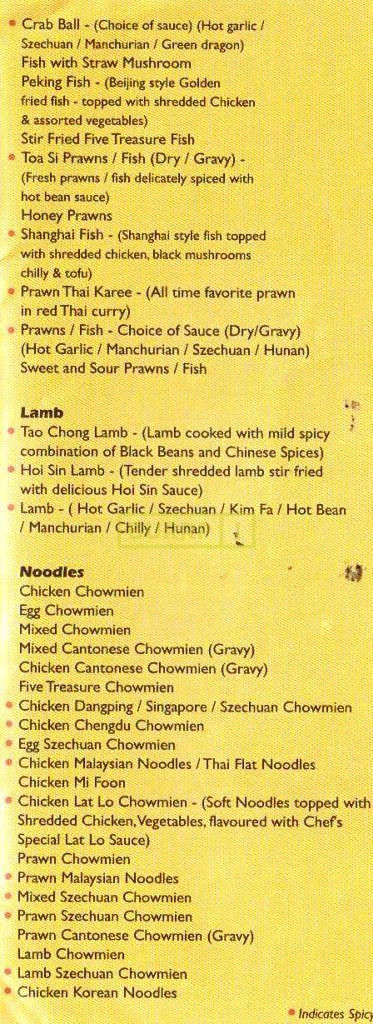 • Crab Ball - (Choice of sauce) (Hot garlic /
Szechuan / Manchurian / Green dragon)
Fish with Straw Mushroom
Peking Fish - (Beijing style Golden
fried fish - topped with shredded Chicken
& assorted vegetables)
Stir Fried Five Treasure Fish
• Toa Si Prawns / Fish (Dry / Gravy) -
(Fresh prawns / fish delicately spiced with
hot bean sauce)
Honey Prawns
• Shanghai Fish - (Shanghai style fish topped
with shredded chicken, black mushrooms
chilly & tofu)
• Prawn Thai Karee - (All time favorite prawn
in red Thai curry)
• Prawns / Fish - Choice of Sauce (Dry/Gravy)
(Hot Garlic / Manchurian / Szechuan / Hunan)
Sweet and Sour Prawns / Fish
Lamb
• Tao Chong Lamb - (Lamb cooked with mild spicy
combination of Black Beans and Chinese Spices)
• Hoi Sin Lamb - (Tender shredded lamb stir fried
with delicious Hoi Sin Sauce)
• Lamb - ( Hot Garlic / Szechuan / Kim Fa / Hot Bean
/ Manchurian / Chilly / Hunan)
Noodles
Chicken Chowmien
Egg Chowmien
Mixed Chowmien
Mixed Cantonese Chowmien (Gravy)
Chicken Cantonese Chowmien (Gravy)
Five Treasure Chowmien
• Chicken Dangping / Singapore / Szechuan Chowmien
• Chicken Chengdu Chowmien
• Egg Szechuan Chowmien
• Chicken Malaysian Noodles / Thai Flat Noodles
Chicken Mi Foon
• Chicken Lat Lo Chowmien - (Soft Noodles topped with
Shredded Chicken, Vegetables, flavoured with Chef's
Special Lat Lo Sauce)
Prawn Chowmien
• Prawn Malaysian Noodles
• Mixed Szechuan Chowmien
• Prawn Szechuan Chowmien
Prawn Cantonese Chowmien (Gravy)
Lamb Chowmien
• Lamb Szechuan Chowmien
• Chicken Korean Noodles
• Indicates Spicy